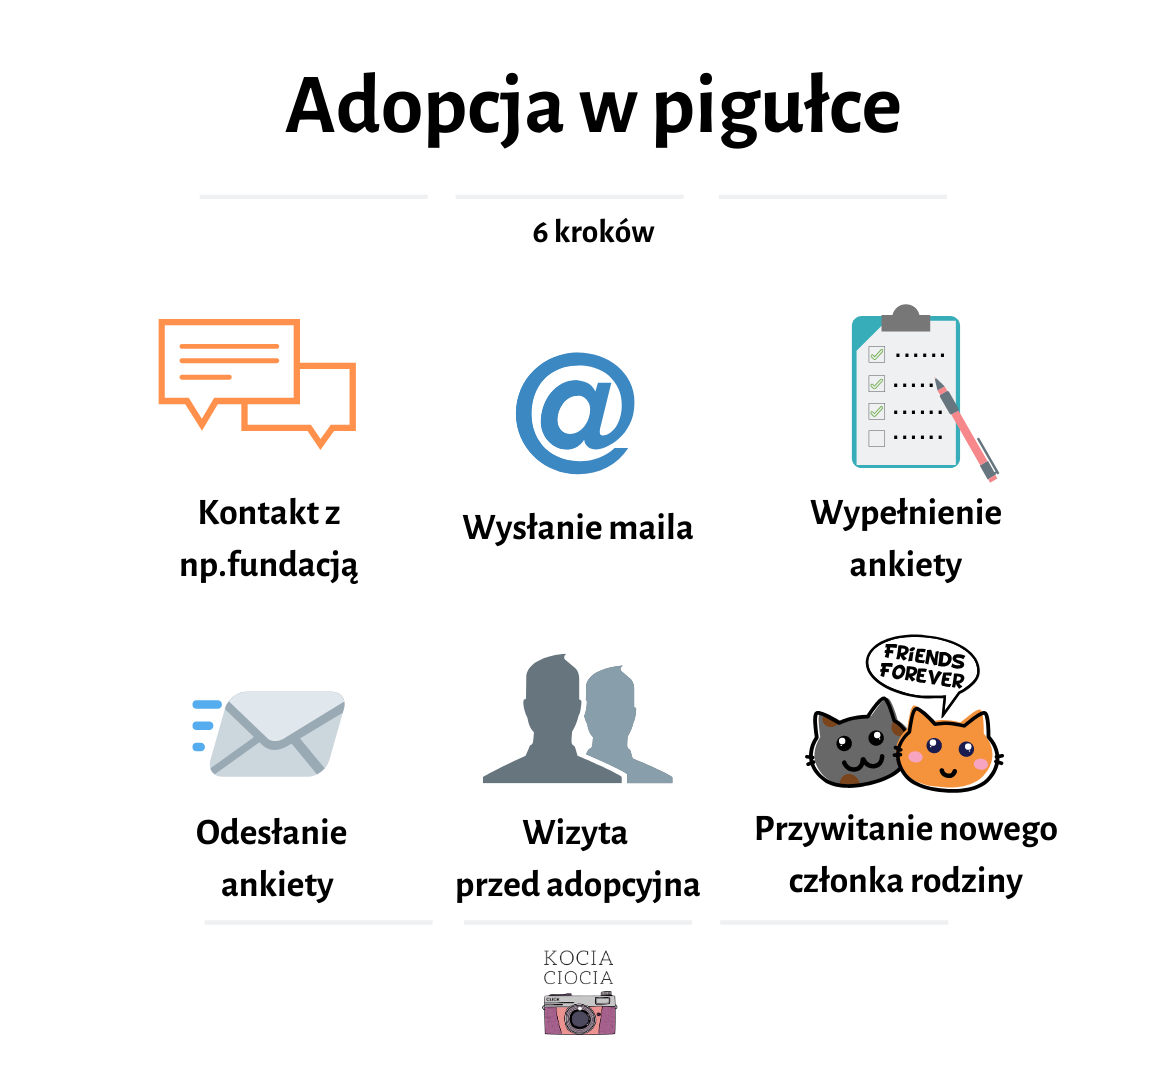 Adopcja w pigułce
6 kroków
Kontakt z
np.fundacją
Wysłanie maila
Wypełnienie
ankiety
FRiENDS
FOREVER
Odesłanie
ankiety
Wizyta
przed adopcyjna
Przywitanie nowego
członka rodziny
KOCIA
CIOCIA
CLICK